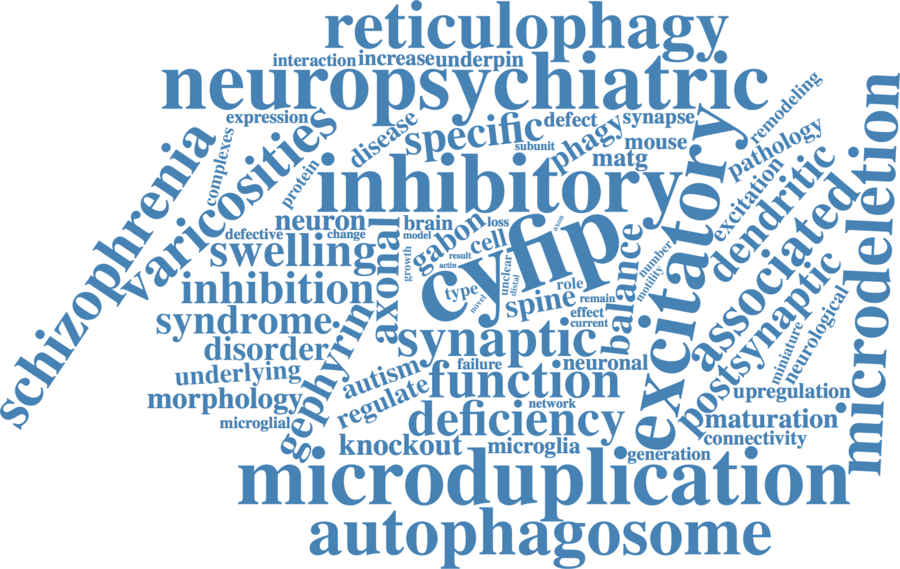 reticulophagy
interaction
increase
underpin
neuropsychiatric
expression
varicosities
disease
specific
defect
synapse
remodeling
subunit
phagy
mouse
matg
pathology
schizophrenia
complexes
protein
inhibitory
excitatory
excitation
dendritic
microdeletion
neuron
brain
loss
axon
defective
change
model
gabon
cell
cyfip
swelling
axonal
growth
result
actin
unclear
distal
number
motility
balance
associated
inhibition
type
novel
spine
role
remain
effect
current
postsynaptic
syndrome
gephyrin
synaptic
miniature
neurological
disorder
underlying
autism
failure
neuronal
function
morphology
regulate
network
upregulation
microglial
deficiency
maturation
knockout
microglia
connectivity
generation
microduplication
autophagosome